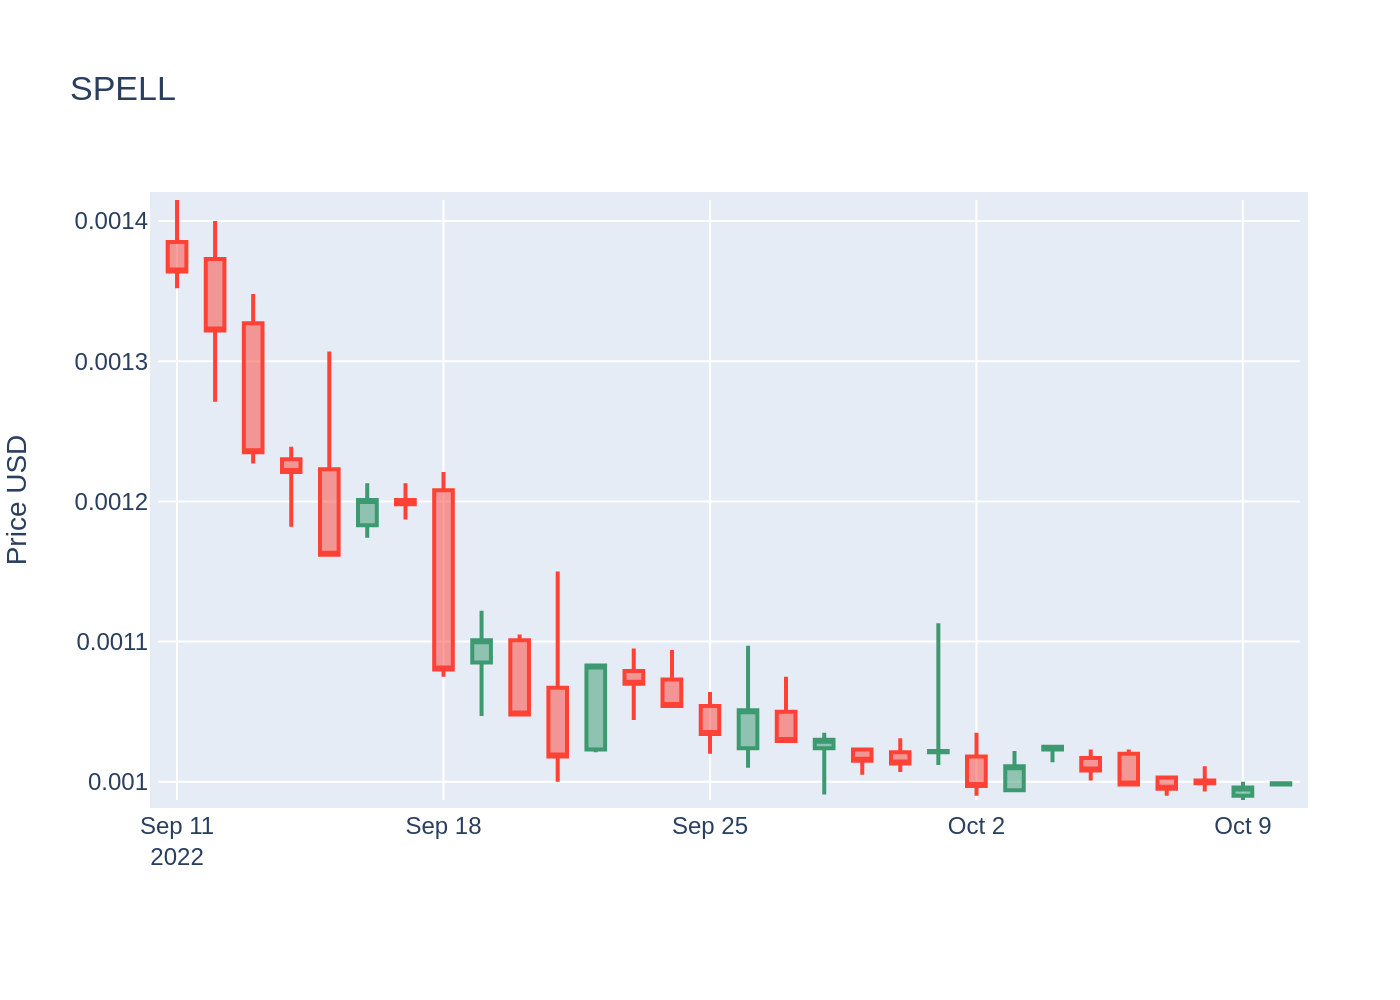 SPELL
0.0014
0.0013
0.0012
0.0011
0.001
Price USD
Sep 11
2022
Sep 18
Sep 25
Oct 2
Oct 9